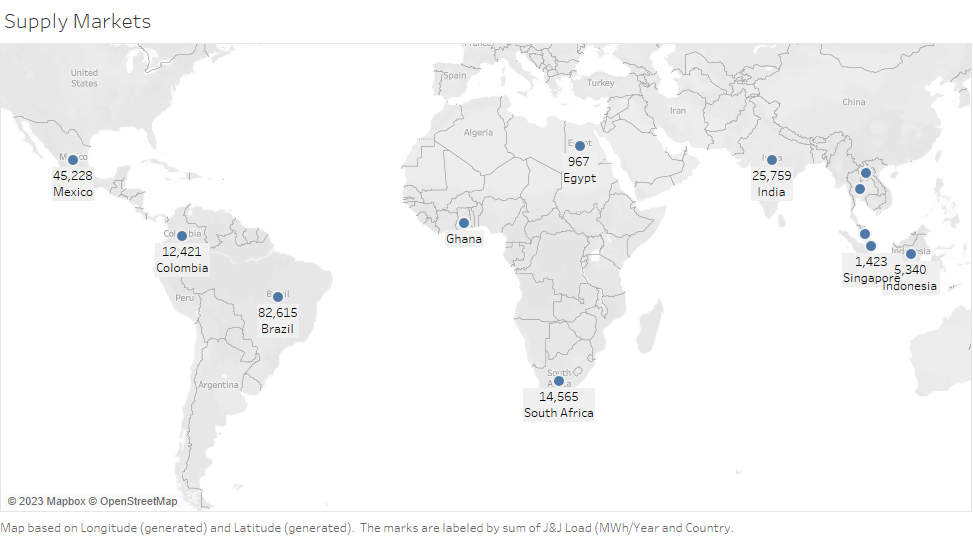 Supply Markets
France
United
States
Spain
Turkey
China
Iran
Algeria
967
Egypt
45,228
Mexico
25,759
India
Ghana
12,421
Colombia
1,423
Singapore
5,340
Indonesia
Peru
82,615
Brazil
Argentina
South
14,565
South Africa
© 2023 Mapbox © OpenStreetMap
Map based on Longitude (generated) and Latitude (generated).  The marks are labeled by sum of J&J Load (MWh/Year and Country.